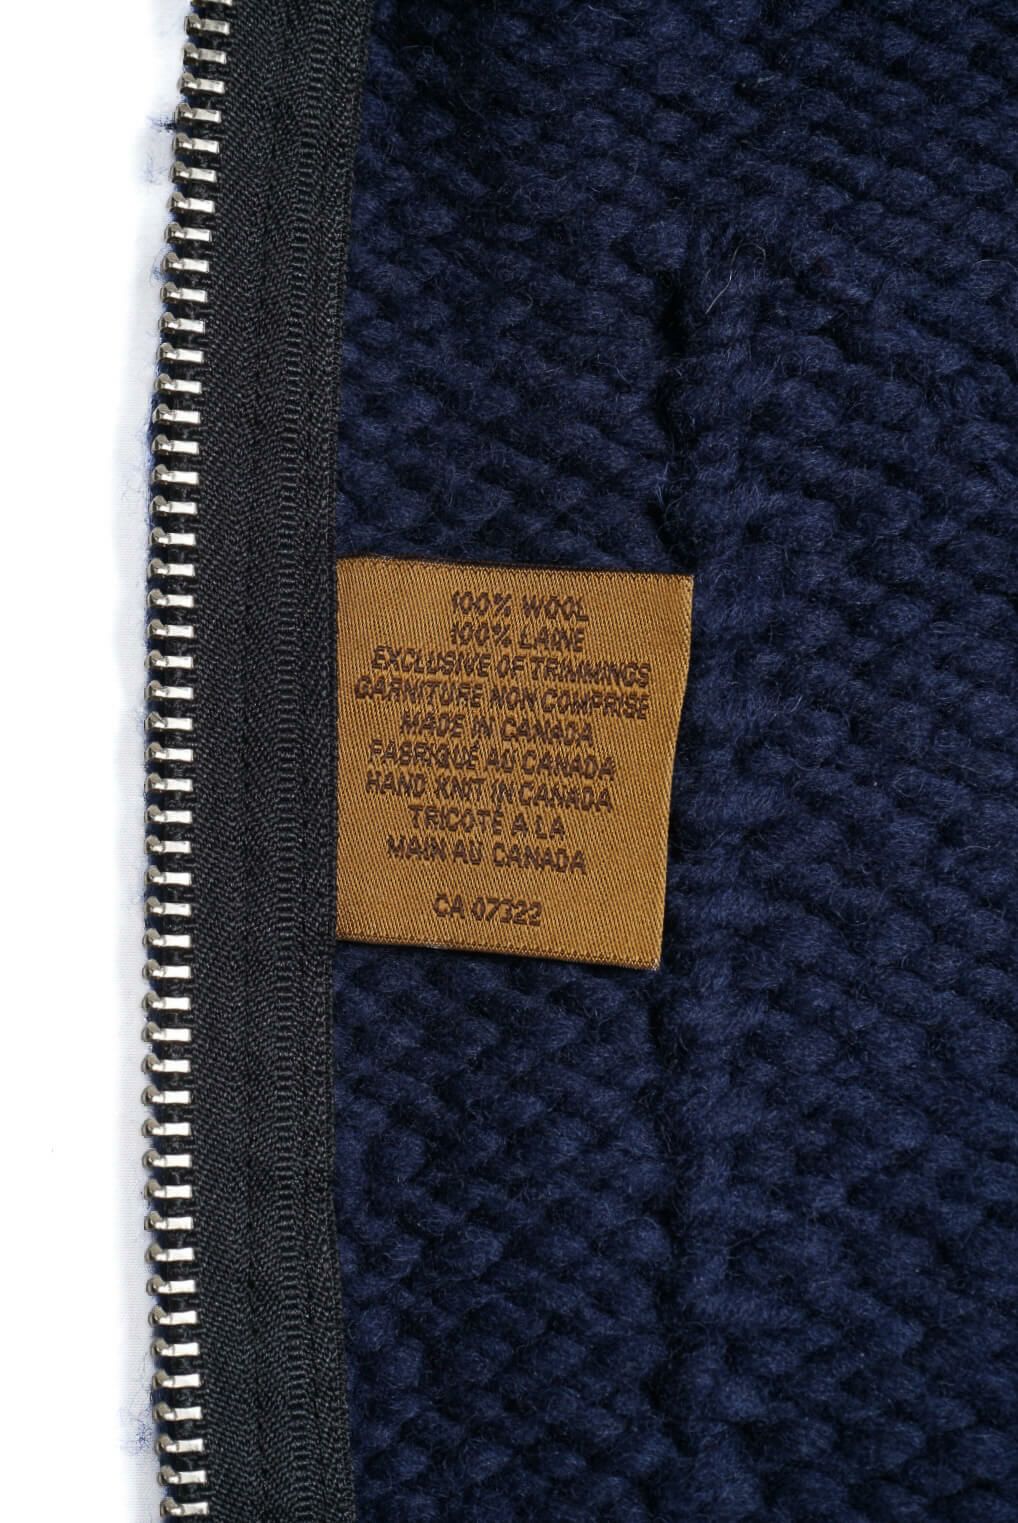 100% WOOL
100% LAINE
EXCLUSIVE OF TRIMMINGS
GARNITURE NON COMPRISE
MADE IN CANADA
FABRIQUÉ AU CANADA
HAND KNIT IN CANADA
TRICOTÉ A LA
MAIN AU CANADA
CA 07322